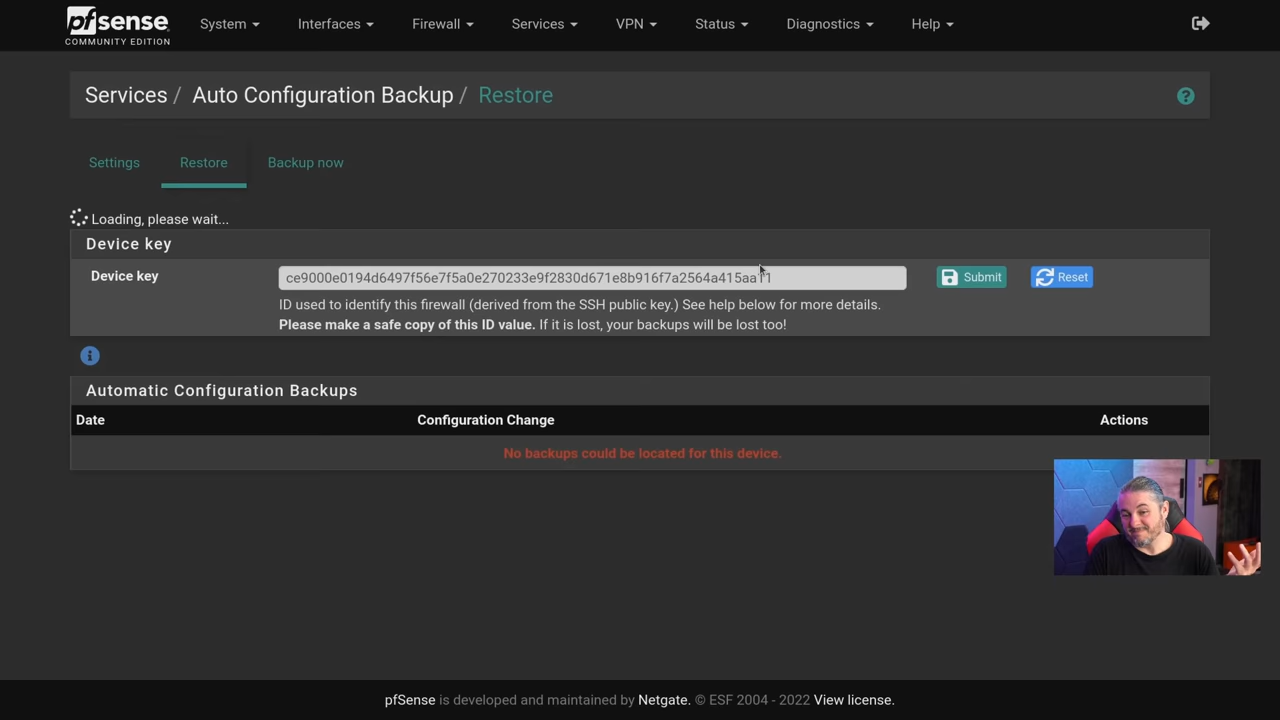 pfsense
COMMUNITY EDITION
System Interfaces Firewall Services VPN Status Diagnostics Help
Services / Auto Configuration Backup / Restore
Settings Restore Backup now
Loading, please wait...
Device key
Device key
Submit Reset
ID used to identify this firewall (derived from the SSH public key.) See help below for more details.
Please make a safe copy of this ID value. If it is lost, your backups will be lost too!
Automatic Configuration Backups
Date Configuration Change Actions
No backups could be located for this device.
pfSense is developed and maintained by Netgate. © ESF 2004 - 2022 View license.